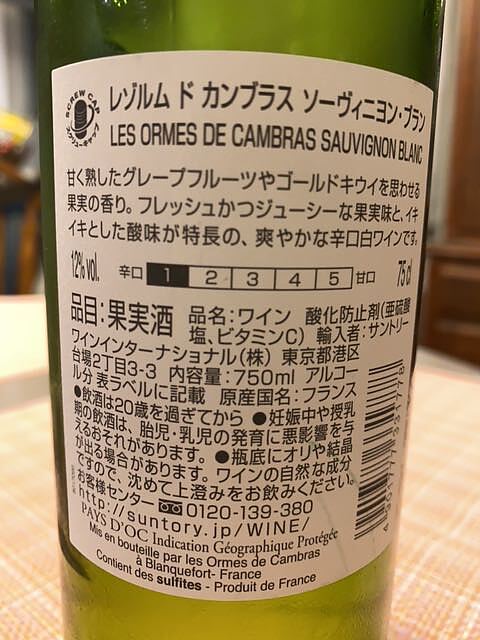 SCREW CAP
レゾルム ド カンブラス ソーヴィニヨン・ブラン
LES ORMES DE CAMBRAS SAUVIGNON BLANC
甘く熟したグレープフルーツやゴールドキウイを思わせる
果実の香り。フレッシュかつジューシーな果実味と、イキ
イキとした酸味が特長の、爽やかな辛口白ワインです。
12% vol. 辛口 1 2 3 4 5 甘口 75 cl
品目：果実酒 品名：ワイン 酸化防止剤（亜硫酸
塩、ビタミンC） 輸入者：サントリー
ワインインターナショナル（株） 東京都港区
台場2丁目3-3 内容量：750ml アルコー
ル分 表ラベルに記載 原産国名：フランス
●飲酒は20歳を過ぎてから ●妊娠中や授乳
期の飲酒は、胎児・乳児の発育に悪影響を与
えるおそれがあります。●瓶底にオリや結晶
が出る場合があります。ワインの自然な成分
ですので、沈めて上澄みをお飲みください。
お客様センター 0120-139-380
http://suntory.jp/WINE/
PAYS D'OC Indication Géographique Protégée
Mis en bouteille par les Ormes de Cambras
à Blanquefort- France
Contient des sulfites - Produit de France
4 901777 331778